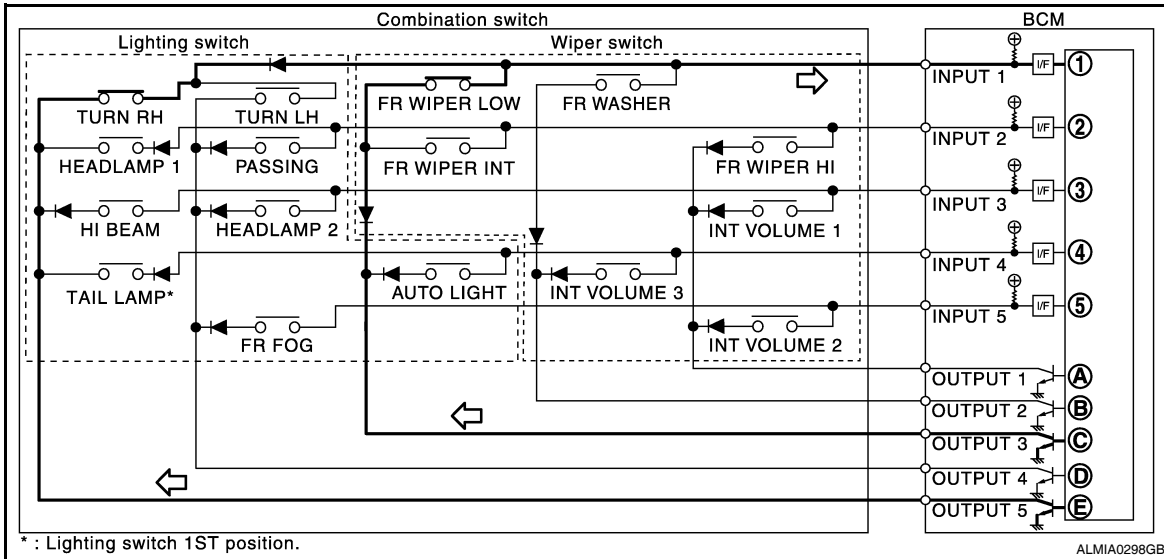 Combination switch
BCM
Lighting switch
Wiper switch
INPUT 1
I/F
1
TURN RH
TURN LH
FR WIPER LOW
FR WASHER
INPUT 2
I/F
2
HEADLAMP 1
PASSING
FR WIPER INT
FR WIPER HI
INPUT 3
I/F
3
HI BEAM
HEADLAMP 2
INT VOLUME 1
INPUT 4
I/F
4
TAIL LAMP*
AUTO LIGHT
INT VOLUME 3
INPUT 5
I/F
5
FR FOG
INT VOLUME 2
OUTPUT 1
A
OUTPUT 2
B
OUTPUT 3
C
OUTPUT 4
D
OUTPUT 5
E
* : Lighting switch 1ST position.
ALMIA0298GB